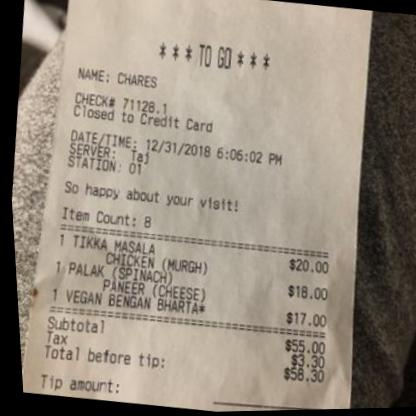 ***TO GO***
NAME: CHARES
CHECK# 71128.1
Closed to Credit Card
DATE/TIME: 12/31/2018 6:06:02 PM
SERVER: Taj
STATION: 01
So happy about your visit!
Item Count: 8
1 TIKKA MASALA
CHICKEN (MURGH) $20.00
1 PALAK (SPINACH)
PANEER (CHEESE) $18.00
1 VEGAN BENGAN BHARTA* $17.00
Subtotal $55.00
Tax $3.30
Total before tip: $58.30
Tip amount: